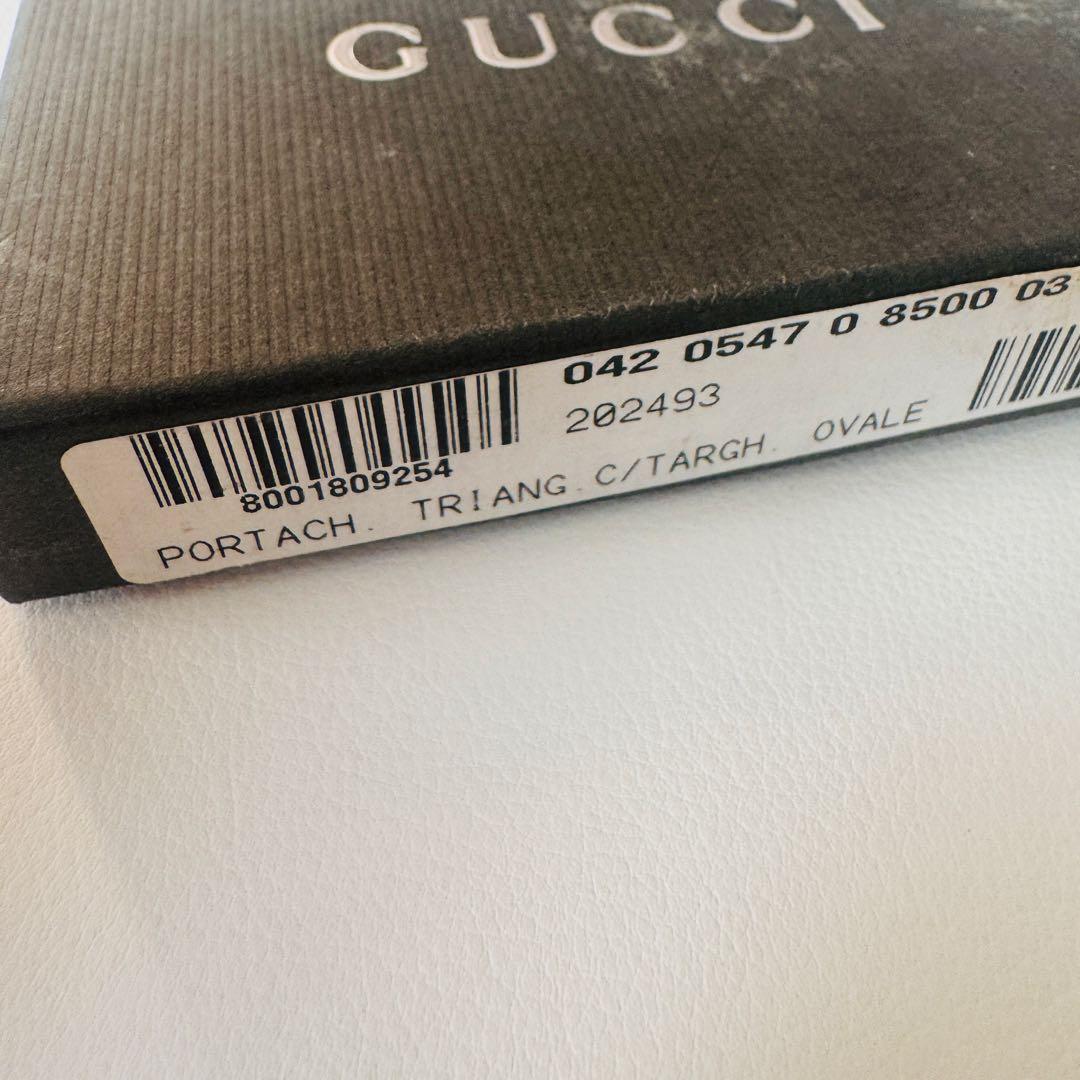 GUCCI
042 0547 0 8500 03
202493
8001809254
PORTACH. TRIANG.C/TARGH. OVALE